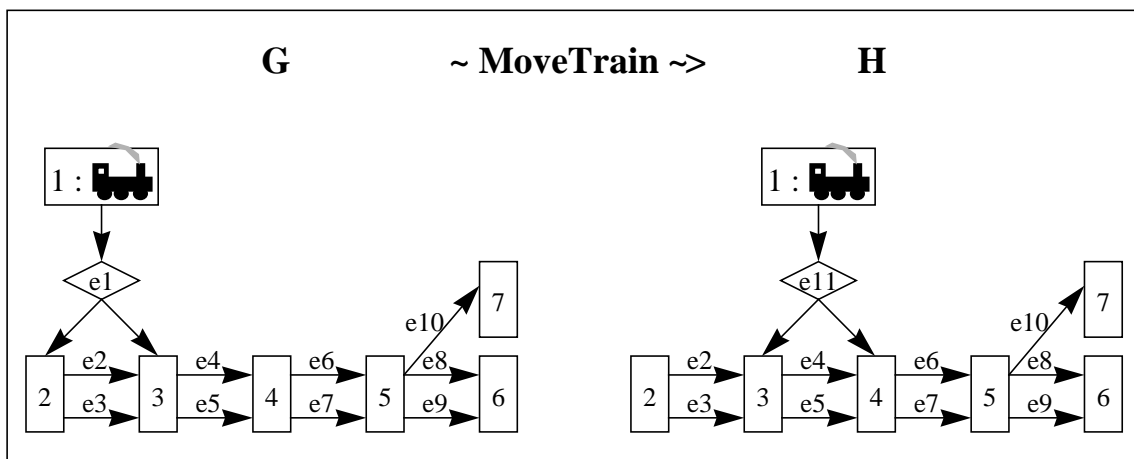 G ~ MoveTrain ~> H
1 : 1 :
e1 e11
7 7
e10 e10
e2 e4 e6 e8 e2 e4 e6 e8
2 3 4 5 6 2 3 4 5 6
e3 e5 e7 e9 e3 e5 e7 e9